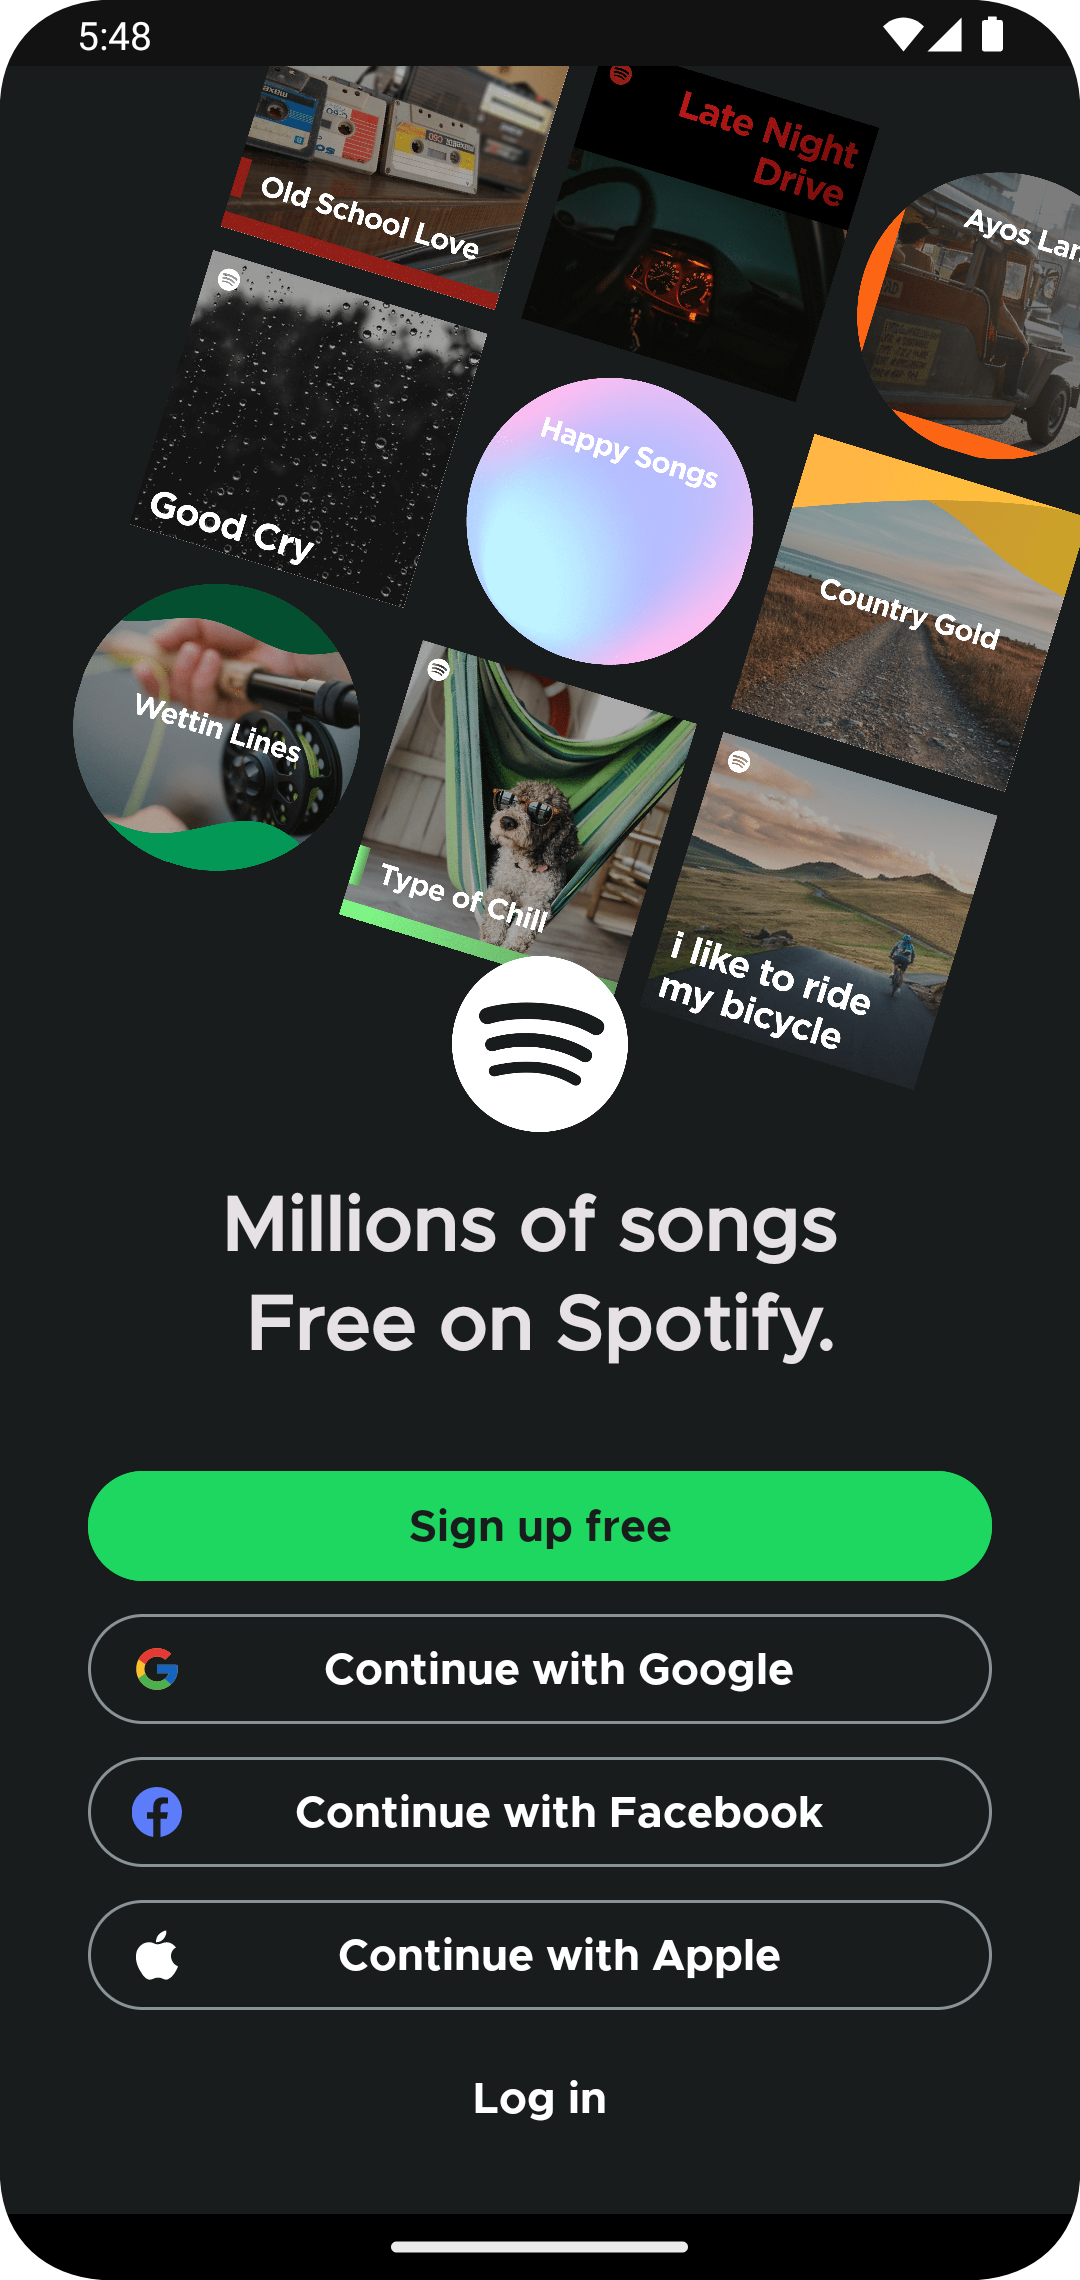 5:48
Old School Love
Late Night
Drive
Ayos
Good Cry
Happy Songs
Country Gold
Wettin Lines
Type of Chill
i like to ride
my bicycle
Millions of songs
Free on Spotify.
Sign up free
Continue with Google
Continue with Facebook
Continue with Apple
Log in